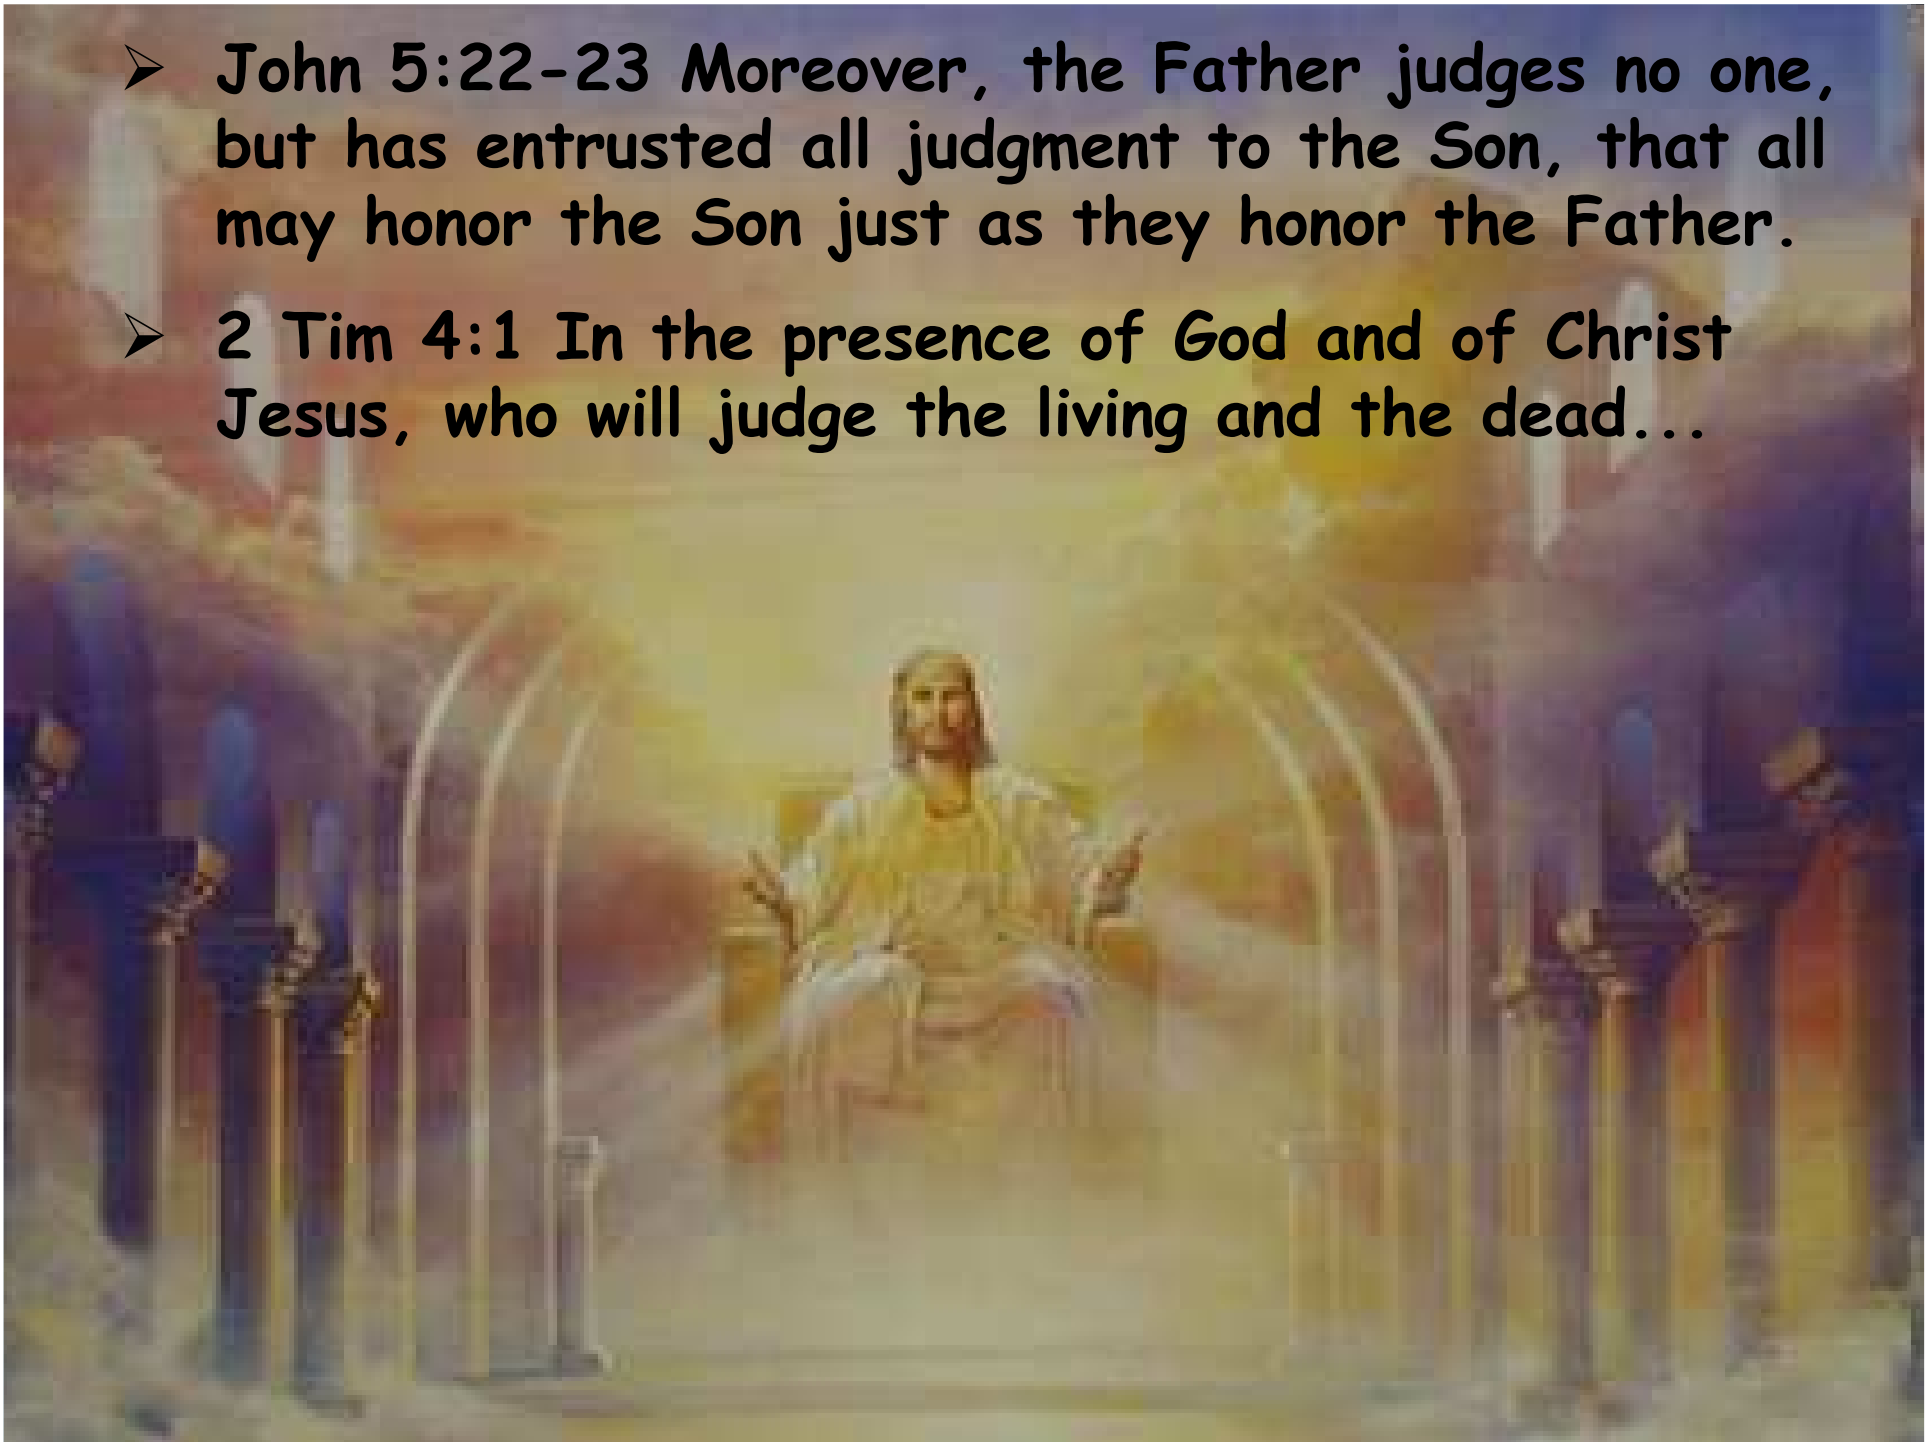 ➢ John 5:22-23 Moreover, the Father judges no one,
but has entrusted all judgment to the Son, that all
may honor the Son just as they honor the Father.
➢ 2 Tim 4:1 In the presence of God and of Christ
Jesus, who will judge the living and the dead...